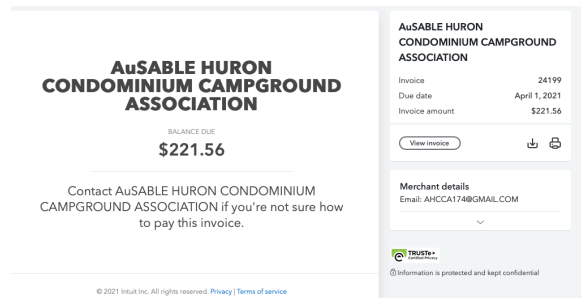 AuSABLE HURON
CONDOMINIUM CAMPGROUND
ASSOCIATION
BALANCE DUE
$221.56
Contact AuSABLE HURON CONDOMINIUM
CAMPGROUND ASSOCIATION if you're not sure how
to pay this invoice.
© 2021 Intuit Inc. All rights reserved. Privacy | Terms of service
AuSABLE HURON
CONDOMINIUM CAMPGROUND
ASSOCIATION
Invoice 24199
Due date April 1, 2021
Invoice amount $221.56
View invoice
Merchant details
Email: AHCCA174@GMAIL.COM
TRUSTe+
Certified Privacy
Information is protected and kept confidential